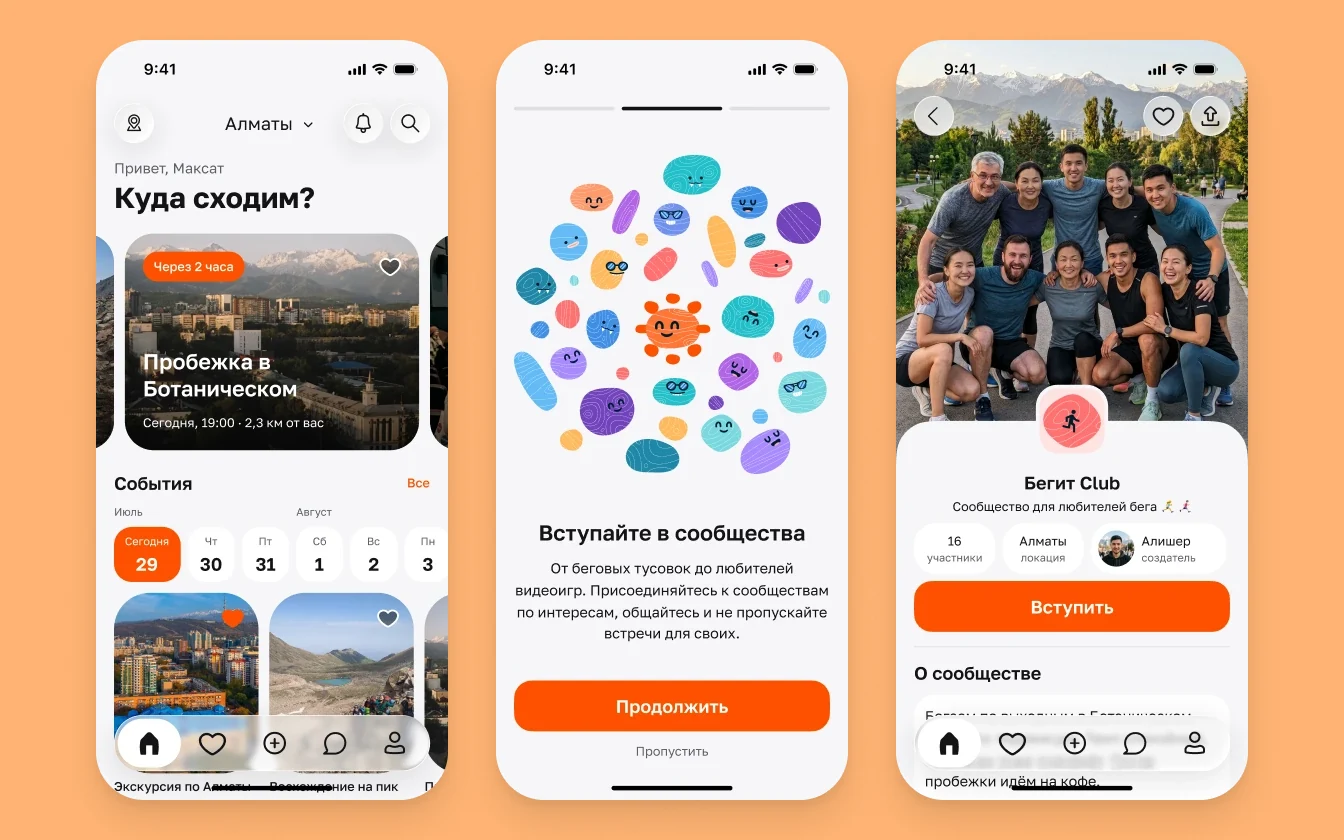 9:41
Алматы
Привет, Максат
Куда сходим?
Через 2 часа
Пробежка в
Ботаническом
Сегодня, 19:00 · 2,3 км от вас
События
Все
Июль
Август
Сегодня
29
Чт
30
Пт
31
Сб
1
Вс
2
Пн
3
Экскурсия по Алматы
Восхождение на пик
9:41
Вступайте в сообщества
От беговых тусовок до любителей
видеоигр. Присоединяйтесь к сообществам
по интересам, общайтесь и не пропускайте
встречи для своих.
Продолжить
Пропустить
9:41
Бегит Club
Сообщество для любителей бега 🏃 🏃
16
участники
Алматы
локация
Алишер
создатель
Вступить
О сообществе
Бегаем по выходным в Ботаническом
пробежки идём на кофе.